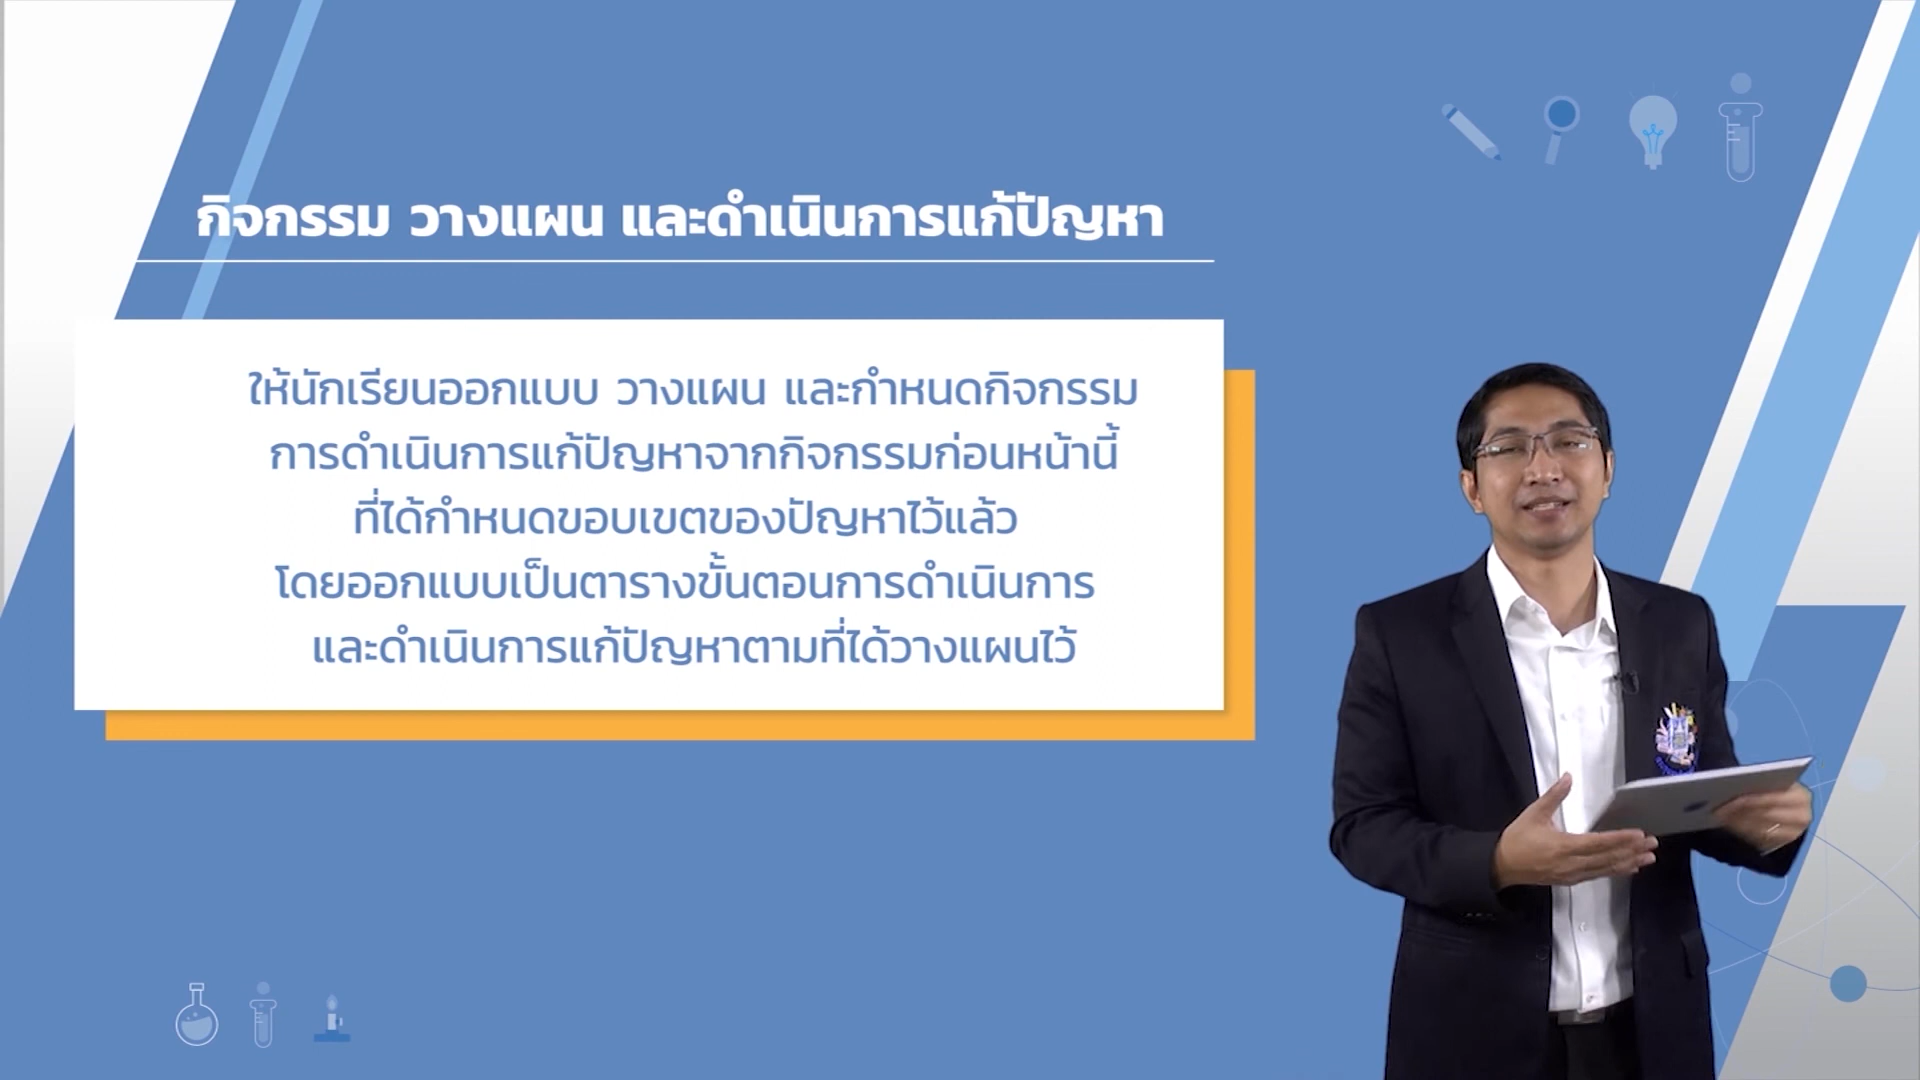 กิจกรรม วางแผน และดำเนินการแก้ปัญหา
ให้นักเรียนออกแบบ วางแผน และกำหนดกิจกรรม
การดำเนินการแก้ปัญหาจากกิจกรรมก่อนหน้านี้
ที่ได้กำหนดขอบเขตของปัญหาไว้แล้ว
โดยออกแบบเป็นตารางขั้นตอนการดำเนินการ
และดำเนินการแก้ปัญหาตามที่ได้วางแผนไว้